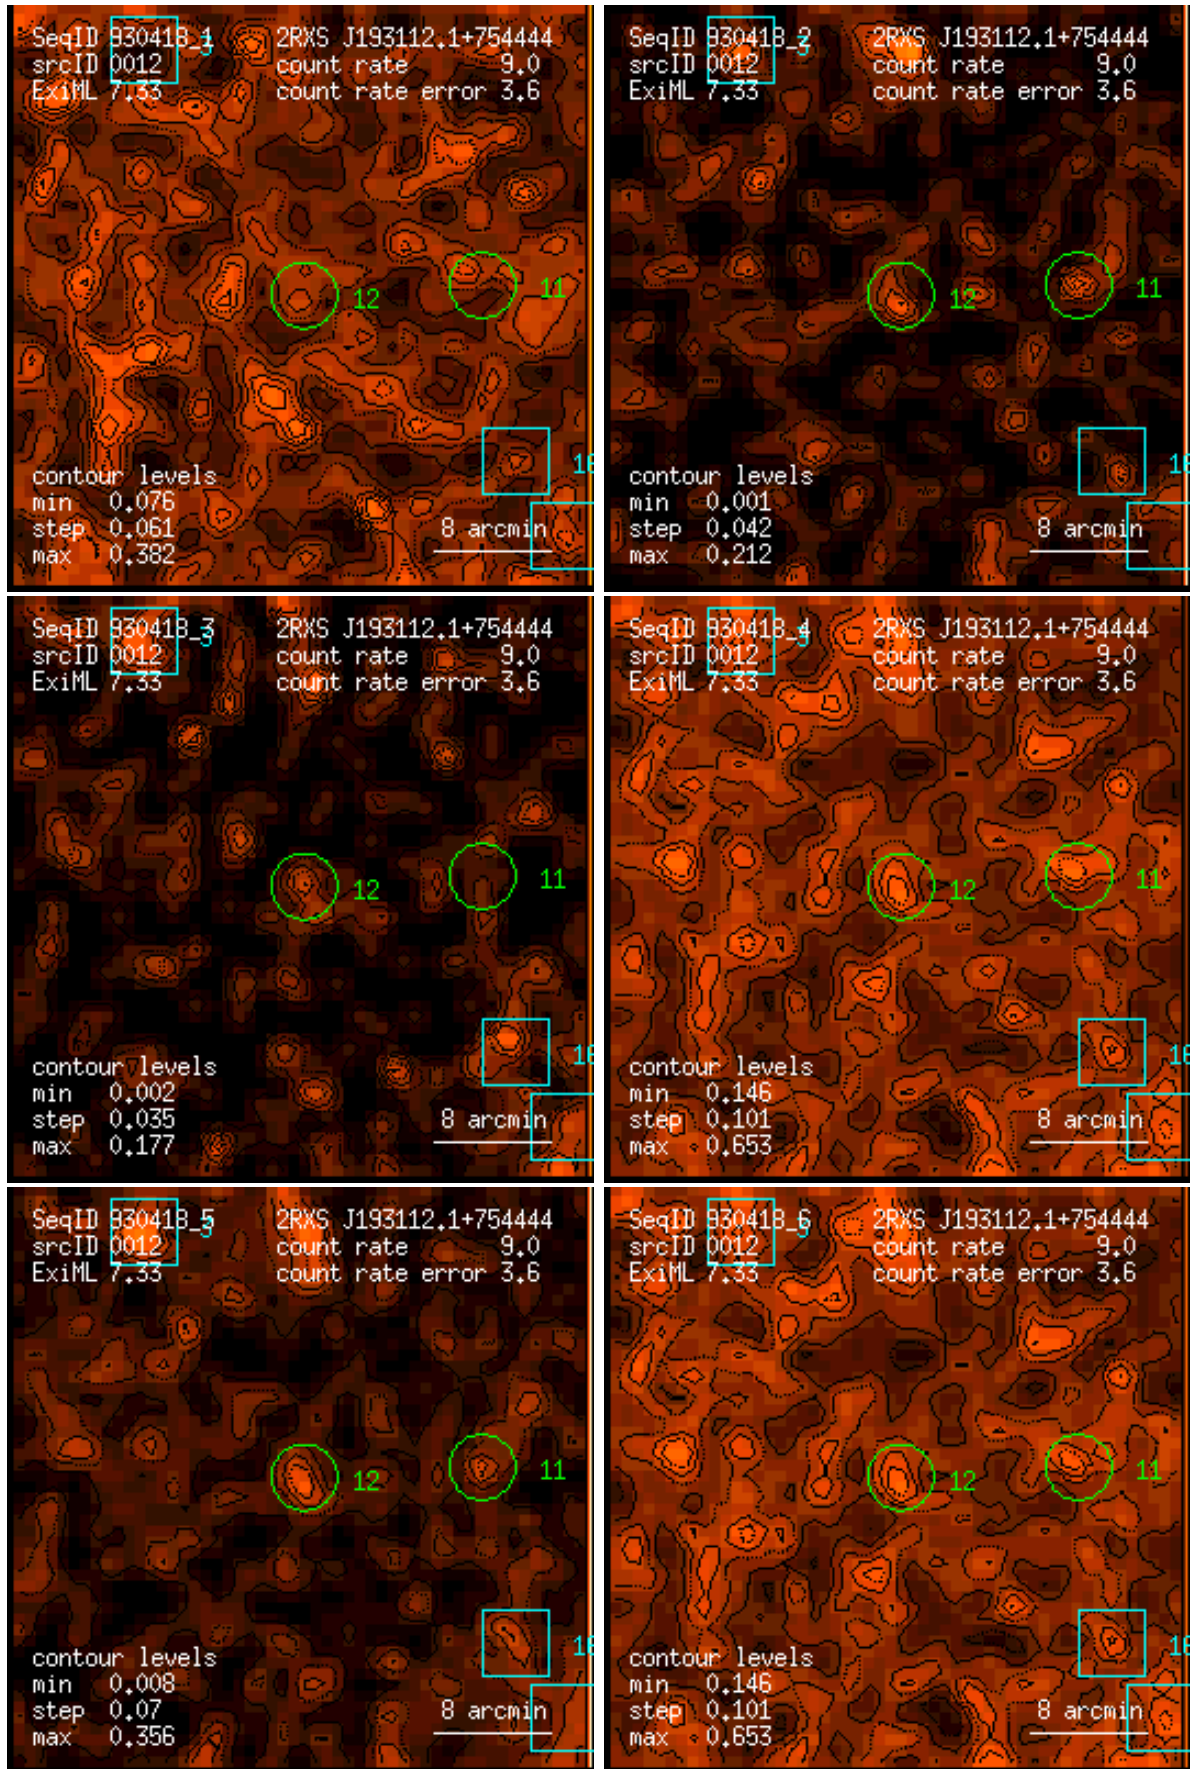 SeqID 930418_1 2RXS J193112.1+754444
srcID 0012 count rate 9.0
ExiML 7.33 count rate error 3.6
12
11
16
contour levels
min 0.076
step 0.061
max 0.382
8 arcmin
SeqID 930418_2 2RXS J193112.1+754444
srcID 0012 count rate 9.0
ExiML 7.33 count rate error 3.6
12
11
16
contour levels
min 0.001
step 0.042
max 0.212
8 arcmin
SeqID 930418_3 2RXS J193112.1+754444
srcID 0012 count rate 9.0
ExiML 7.33 count rate error 3.6
12
11
16
contour levels
min 0.002
step 0.035
max 0.177
8 arcmin
SeqID 930418_4 2RXS J193112.1+754444
srcID 0012 count rate 9.0
ExiML 7.33 count rate error 3.6
12
11
16
contour levels
min 0.146
step 0.101
max 0.653
8 arcmin
SeqID 930418_5 2RXS J193112.1+754444
srcID 0012 count rate 9.0
ExiML 7.33 count rate error 3.6
12
11
16
contour levels
min 0.008
step 0.07
max 0.356
8 arcmin
SeqID 930418_6 2RXS J193112.1+754444
srcID 0012 count rate 9.0
ExiML 7.33 count rate error 3.6
12
11
16
contour levels
min 0.146
step 0.101
max 0.653
8 arcmin